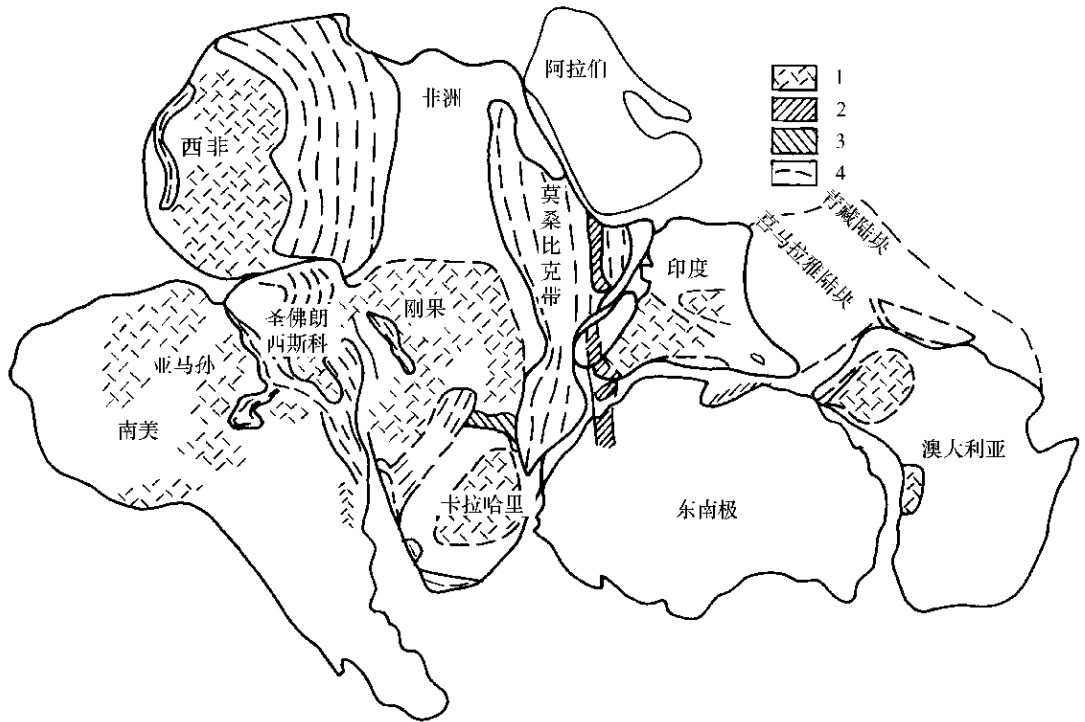 阿拉们
非洲
西非
1
2
3
4
莫桑比克带
青藏陆块
喜马拉雅陆块
印度
刚果
圣佛朗
西斯科
亚马孙
南美
卡拉哈里
东南极
澳大利亚